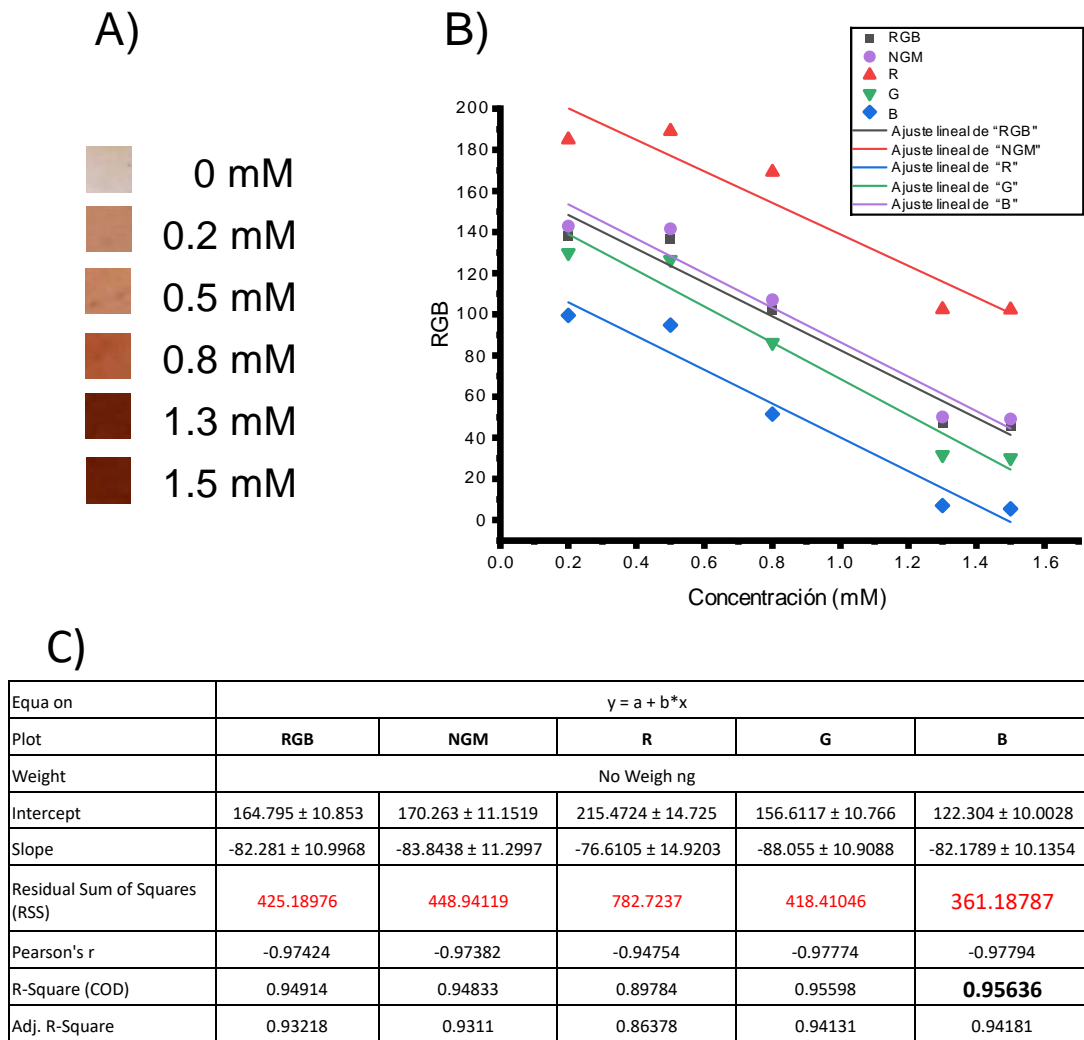 A)
0 mM
0.2 mM
0.5 mM
0.8 mM
1.3 mM
1.5 mM
B)
RGB
NGM
R
G
B
Ajuste lineal de “RGB"
Ajuste lineal de “NGM"
Ajuste lineal de “R"
Ajuste lineal de “G"
Ajuste lineal de “B"
200
180
160
140
120
100
80
60
40
20
0
RGB
0.0 0.2 0.4 0.6 0.8 1.0 1.2 1.4 1.6
Concentración (mM)
C)
Equa on y = a + b*x
Plot RGB NGM R G B
Weight No Weigh ng
Intercept 164.795 ± 10.853 170.263 ± 11.1519 215.4724 ± 14.725 156.6117 ± 10.766 122.304 ± 10.0028
Slope -82.281 ± 10.9968 -83.8438 ± 11.2997 -76.6105 ± 14.9203 -88.055 ± 10.9088 -82.1789 ± 10.1354
Residual Sum of Squares
(RSS) 425.18976 448.94119 782.7237 418.41046 361.18787
Pearson's r -0.97424 -0.97382 -0.94754 -0.97774 -0.97794
R-Square (COD) 0.94914 0.94833 0.89784 0.95598 0.95636
Adj. R-Square 0.93218 0.9311 0.86378 0.94131 0.94181